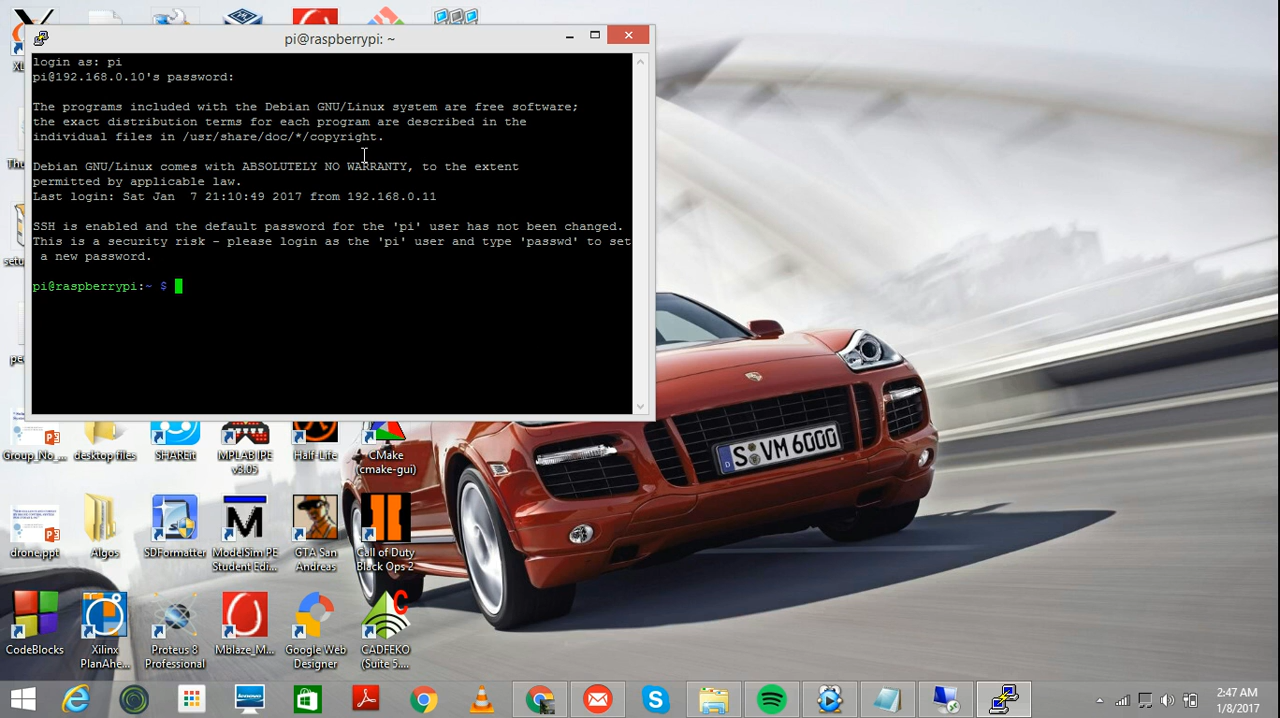 pi@raspberrypi: ~
login as: pi
pi@192.168.0.10's password:
The programs included with the Debian GNU/Linux system are free software;
the exact distribution terms for each program are described in the
individual files in /usr/share/doc/*/copyright.
Debian GNU/Linux comes with ABSOLUTELY NO WARRANTY, to the extent
permitted by applicable law.
Last login: Sat Jan  7 21:10:49 2017 from 192.168.0.11
SSH is enabled and the default password for the 'pi' user has not been changed.
This is a security risk - please login as the 'pi' user and type 'passwd' to set
 a new password.
pi@raspberrypi:~ $
S VM 6000
Group_No_...
desktop files
SHAREit
MPLAB IPE
v3.05
Half-Life
CMake
(cmake-gui)
drone.ppt
Algos
SDFormatter
ModelSim PE
Student Edi...
GTA San
Andreas
Call of Duty
Black Ops 2
CodeBlocks
Xilinx
PlanAhe...
Proteus 8
Professional
Mblaze_M...
Google Web
Designer
CADFEKO
(Suite 5....
2:47 AM
1/8/2017